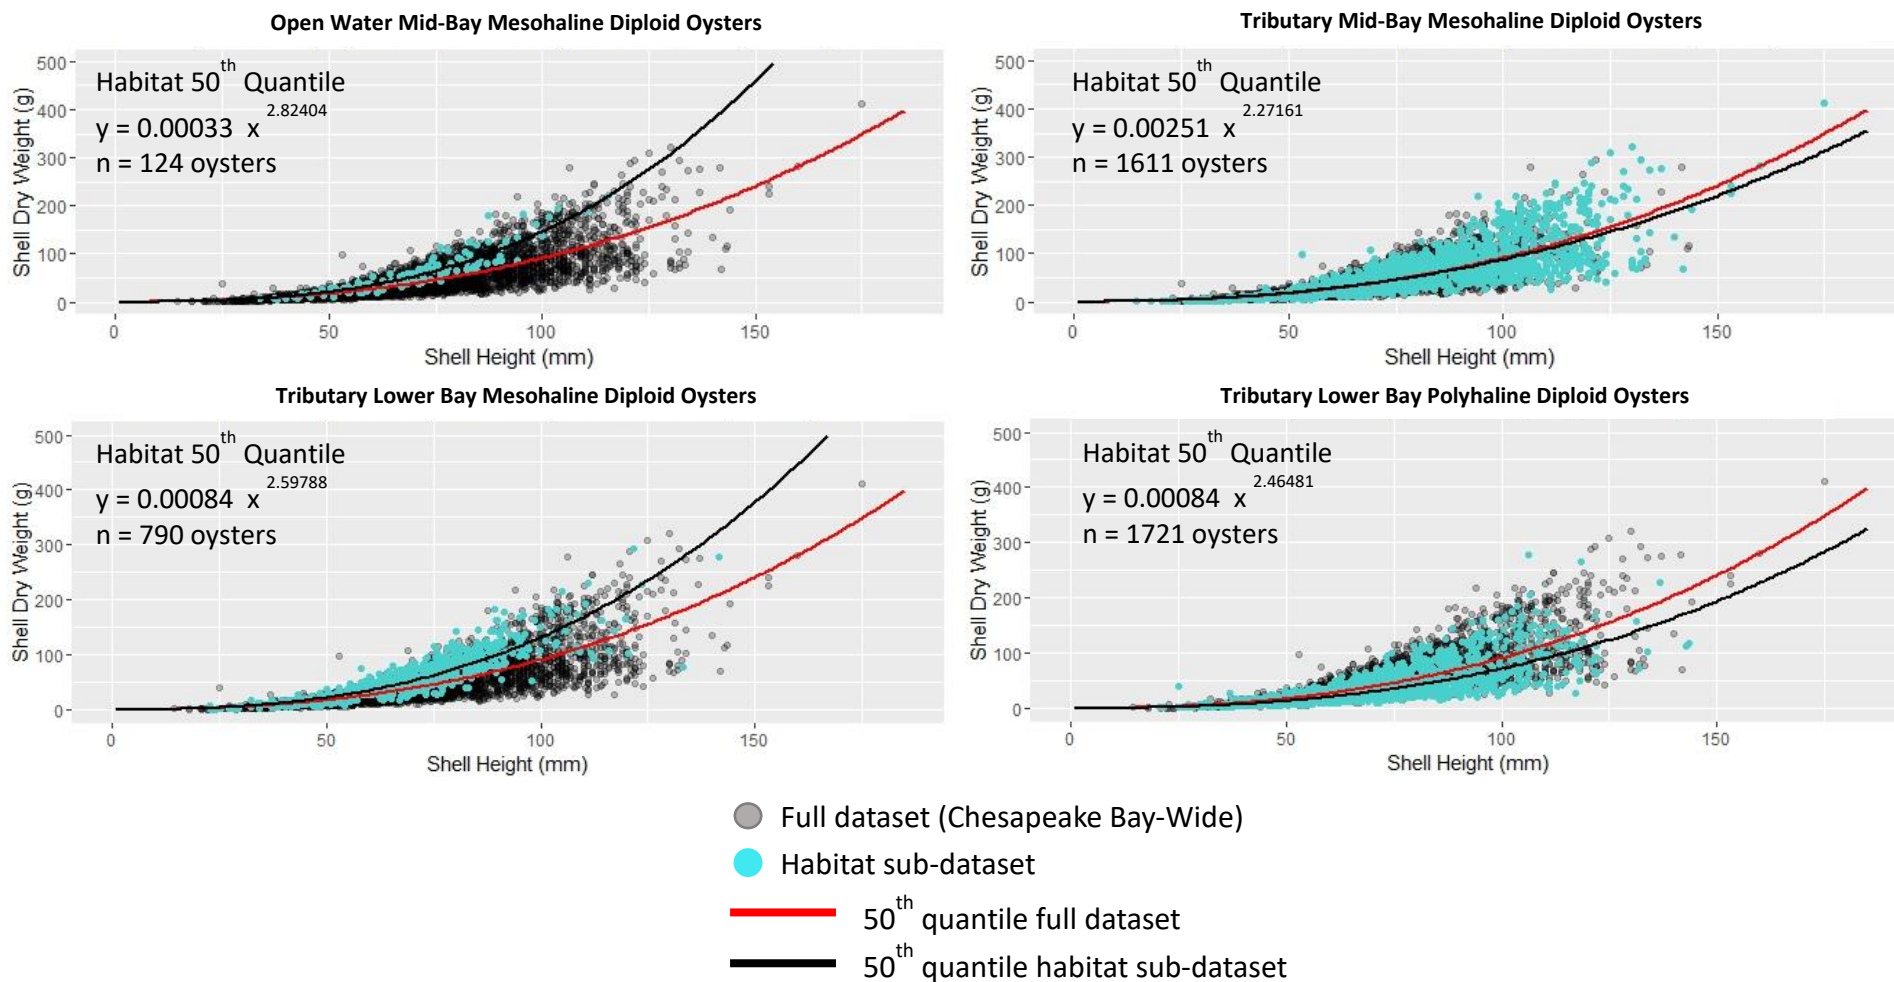 Open Water Mid-Bay Mesohaline Diploid Oysters
Habitat 50th Quantile
y = 0.00033 x 2.82404
n = 124 oysters
Shell Dry Weight (g)
500
400
300
200
100
0
0 50 100 150
Shell Height (mm)
Tributary Mid-Bay Mesohaline Diploid Oysters
Habitat 50th Quantile
y = 0.00251 x 2.27161
n = 1611 oysters
Shell Dry Weight (g)
500
400
300
200
100
0
0 50 100 150
Shell Height (mm)
Tributary Lower Bay Mesohaline Diploid Oysters
Habitat 50th Quantile
y = 0.00084 x 2.59788
n = 790 oysters
Shell Dry Weight (g)
500
400
300
200
100
0
0 50 100 150
Shell Height (mm)
Tributary Lower Bay Polyhaline Diploid Oysters
Habitat 50th Quantile
y = 0.00084 x 2.46481
n = 1721 oysters
Shell Dry Weight (g)
500
400
300
200
100
0
0 50 100 150
Shell Height (mm)
Full dataset (Chesapeake Bay-Wide)
Habitat sub-dataset
50th quantile full dataset
50th quantile habitat sub-dataset